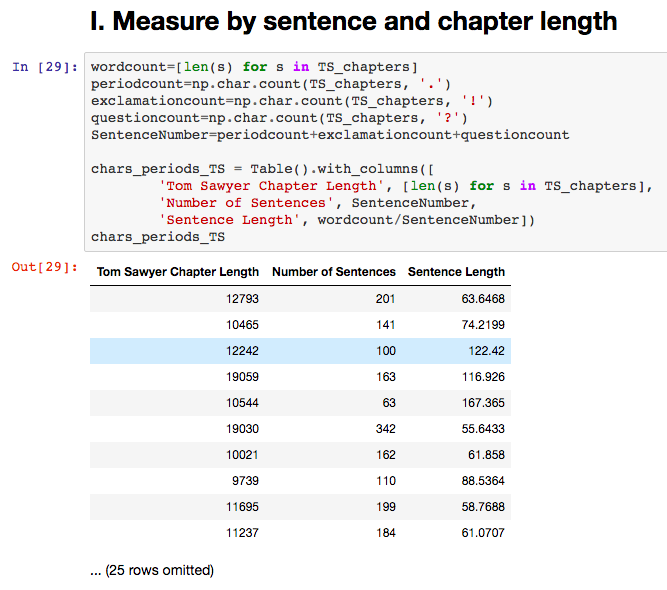 I. Measure by sentence and chapter length
In [29]: wordcount=[len(s) for s in TS_chapters]
periodcount=np.char.count(TS_chapters, '.')
exclamationcount=np.char.count(TS_chapters, '!')
questioncount=np.char.count(TS_chapters, '?')
SentenceNumber=periodcount+exclamationcount+questioncount
chars_periods_TS = Table().with_columns([
'Tom Sawyer Chapter Length', [len(s) for s in TS_chapters],
'Number of Sentences', SentenceNumber,
'Sentence Length', wordcount/SentenceNumber])
chars_periods_TS
Out[29]: Tom Sawyer Chapter Length Number of Sentences Sentence Length
12793 201 63.6468
10465 141 74.2199
12242 100 122.42
19059 163 116.926
10544 63 167.365
19030 342 55.6433
10021 162 61.858
9739 110 88.5364
11695 199 58.7688
11237 184 61.0707
... (25 rows omitted)